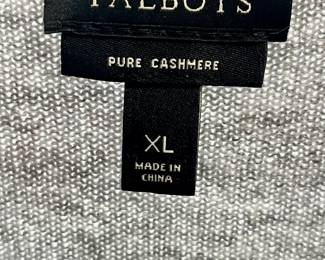 TALBOTS
PURE CASHMERE
XL
MADE IN
CHINA